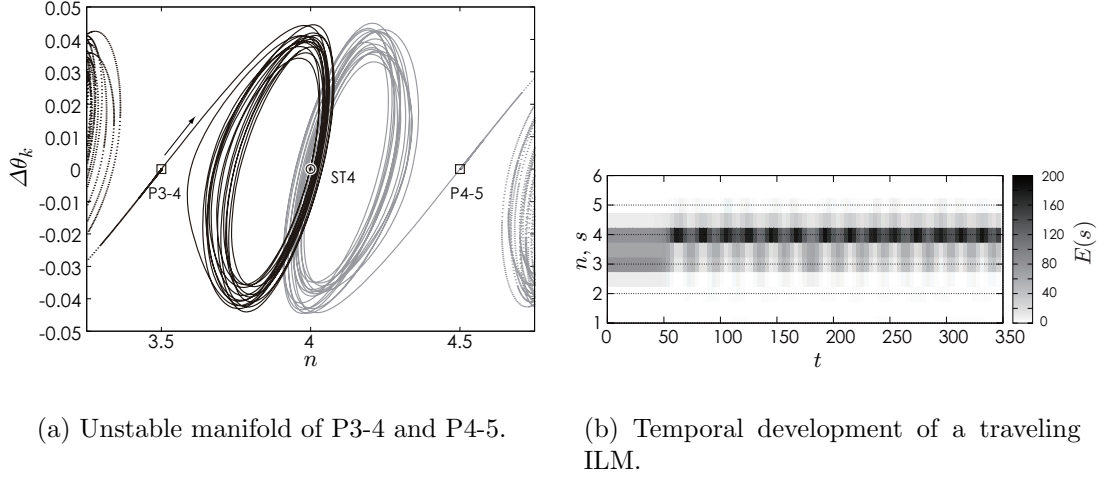 0.05
0.04
0.03
0.02
0.01
0
-0.01
-0.02
-0.03
-0.04
-0.05
Δθk
3.5 4 4.5
n
P3-4
ST4
P4-5
6
5
4
3
2
1
n, s
0 50 100 150 200 250 300 350
t
200
160
120
80
40
0
E(s)
(a) Unstable manifold of P3-4 and P4-5.
(b) Temporal development of a traveling
ILM.